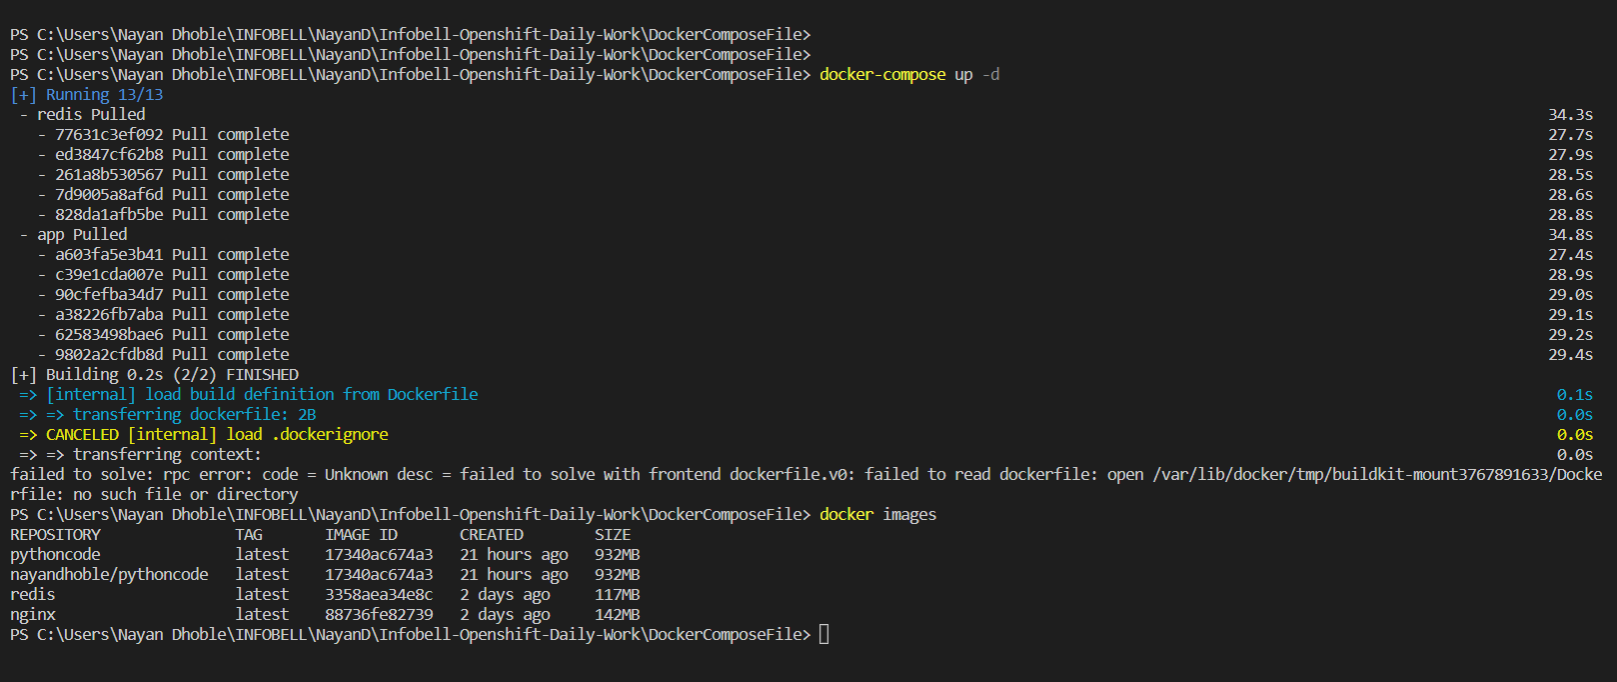 PS C:\Users\Nayan Dhoble\INFOBELL\NayanD\Infobell-Openshift-Daily-Work\DockerComposeFile>
PS C:\Users\Nayan Dhoble\INFOBELL\NayanD\Infobell-Openshift-Daily-Work\DockerComposeFile>
PS C:\Users\Nayan Dhoble\INFOBELL\NayanD\Infobell-Openshift-Daily-Work\DockerComposeFile> docker-compose up -d
[+] Running 13/13
 - redis Pulled 34.3s
   - 77631c3ef092 Pull complete 27.7s
   - ed3847cf62b8 Pull complete 27.9s
   - 261a8b530567 Pull complete 28.5s
   - 7d9005a8af6d Pull complete 28.6s
   - 828da1afb5be Pull complete 28.8s
 - app Pulled 34.8s
   - a603fa5e3b41 Pull complete 27.4s
   - c39e1cda007e Pull complete 28.9s
   - 90cfefba34d7 Pull complete 29.0s
   - a38226fb7aba Pull complete 29.1s
   - 62583498bae6 Pull complete 29.2s
   - 9802a2cfdb8d Pull complete 29.4s
[+] Building 0.2s (2/2) FINISHED
 => [internal] load build definition from Dockerfile 0.1s
 => => transferring dockerfile: 2B 0.0s
 => CANCELED [internal] load .dockerignore 0.0s
 => => transferring context: 0.0s
failed to solve: rpc error: code = Unknown desc = failed to solve with frontend dockerfile.v0: failed to read dockerfile: open /var/lib/docker/tmp/buildkit-mount3767891633/Docke
rfile: no such file or directory
PS C:\Users\Nayan Dhoble\INFOBELL\NayanD\Infobell-Openshift-Daily-Work\DockerComposeFile> docker images
REPOSITORY TAG IMAGE ID CREATED SIZE
pythoncode latest 17340ac674a3 21 hours ago 932MB
nayandhoble/pythoncode latest 17340ac674a3 21 hours ago 932MB
redis latest 3358aea34e8c 2 days ago 117MB
nginx latest 88736fe82739 2 days ago 142MB
PS C:\Users\Nayan Dhoble\INFOBELL\NayanD\Infobell-Openshift-Daily-Work\DockerComposeFile>